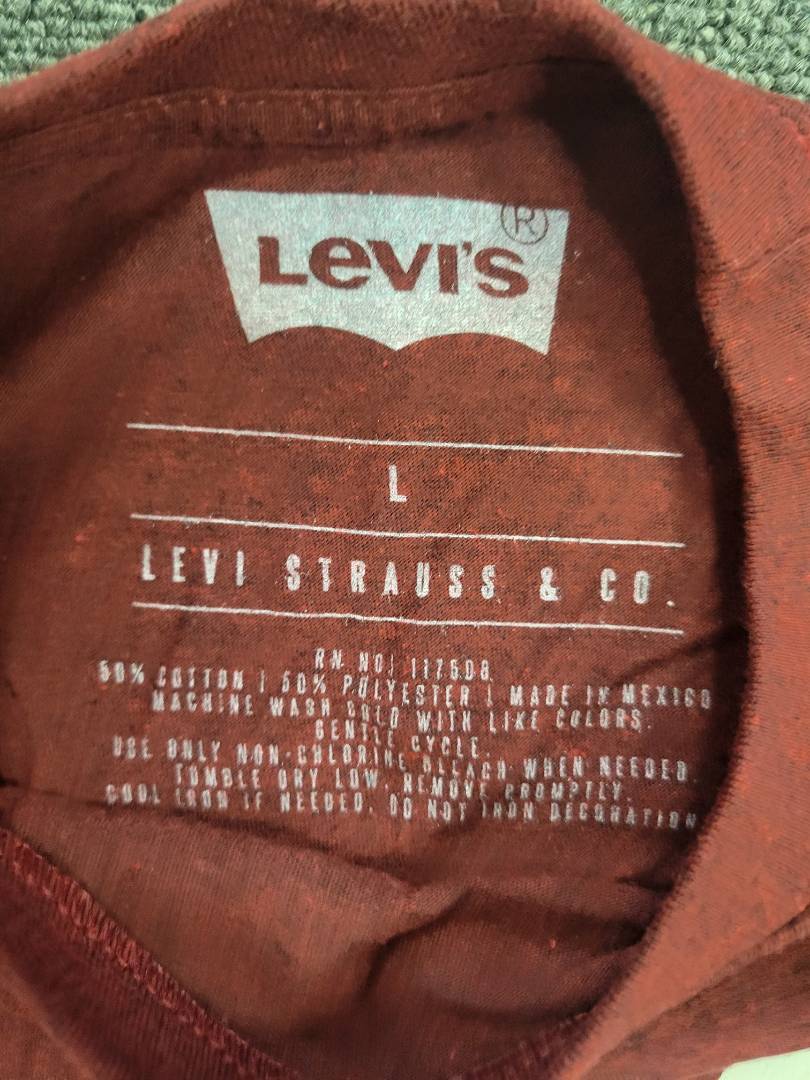 LEVI'S ®
L
LEVI STRAUSS & CO.
RN NO| 117508
50% COTTON | 50% POLYESTER | MADE IN MEXICO
MACHINE WASH COLD WITH LIKE COLORS.
GENTLE CYCLE.
USE ONLY NON-CHLORINE BLEACH WHEN NEEDED.
TUMBLE DRY LOW. REMOVE PROMPTLY.
COOL IRON IF NEEDED. DO NOT IRON DECORATION